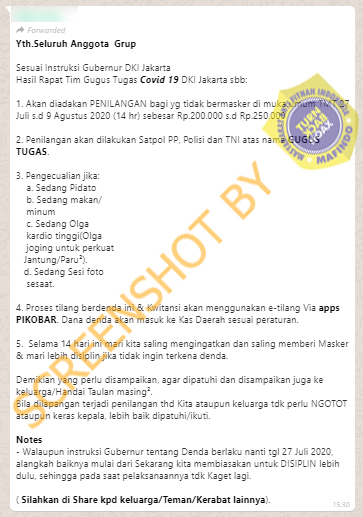 Forwarded
Yth.Seluruh Anggota Grup
Sesuai Instruksi Gubernur DKI Jakarta
Hasil Rapat Tim Gugus Tugas Covid 19 DKI Jakarta sbb:
1. Akan diadakan PENILANGAN bagi yg tidak bermasker di muka umum TMT 27
Juli s.d 9 Agustus 2020 (14 hr) sebesar Rp.200.000 s.d Rp.250.000
2. Penilangan akan dilakukan Satpol PP, Polisi dan TNI atas nama GUGUS
TUGAS.
3. Pengecualian jika:
a. Sedang Pidato
b. Sedang makan/
minum
c. Sedang Olga
kardio tinggi(Olga
joging untuk perkuat
Jantung/Paru²).
d. Sedang Sesi foto
sesaat.
4. Proses tilang berdenda ini & Kwitansi akan menggunakan e-tilang Via apps
PIKOBAR. Dana denda akan masuk ke Kas Daerah sesuai peraturan.
5. Selama 14 hari ini mari kita saling mengingatkan dan saling memberi Masker
& mari lebih disiplin jika tidak ingin terkena denda.
Demikian yang perlu disampaikan, agar dipatuhi dan disampaikan juga ke
keluarga/Handai Taulan masing².
Bila dilapangan terjadi penilangan thd Kita ataupun keluarga tdk perlu NGOTOT
ataupun keras kepala, lebih baik dipatuhi/ikuti.
Notes
- Walaupun instruksi Gubernur tentang Denda berlaku nanti tgl 27 Juli 2020,
alangkah baiknya mulai dari Sekarang kita membiasakan untuk DISIPLIN lebih
dulu, sehingga pada saat pelaksanaannya tdk Kaget lagi.
( Silahkan di Share kpd keluarga/Teman/Kerabat lainnya).
15:30
SCREENSHOT BY
MASYARAKAT ANTI FITNAH INDONESIA
TURN BACK HOAX
MAFINDO